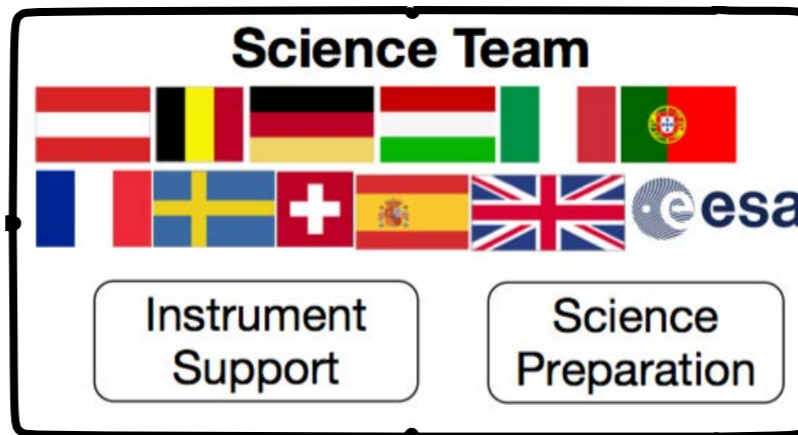 Science Team
esa
Instrument
Support
Science
Preparation